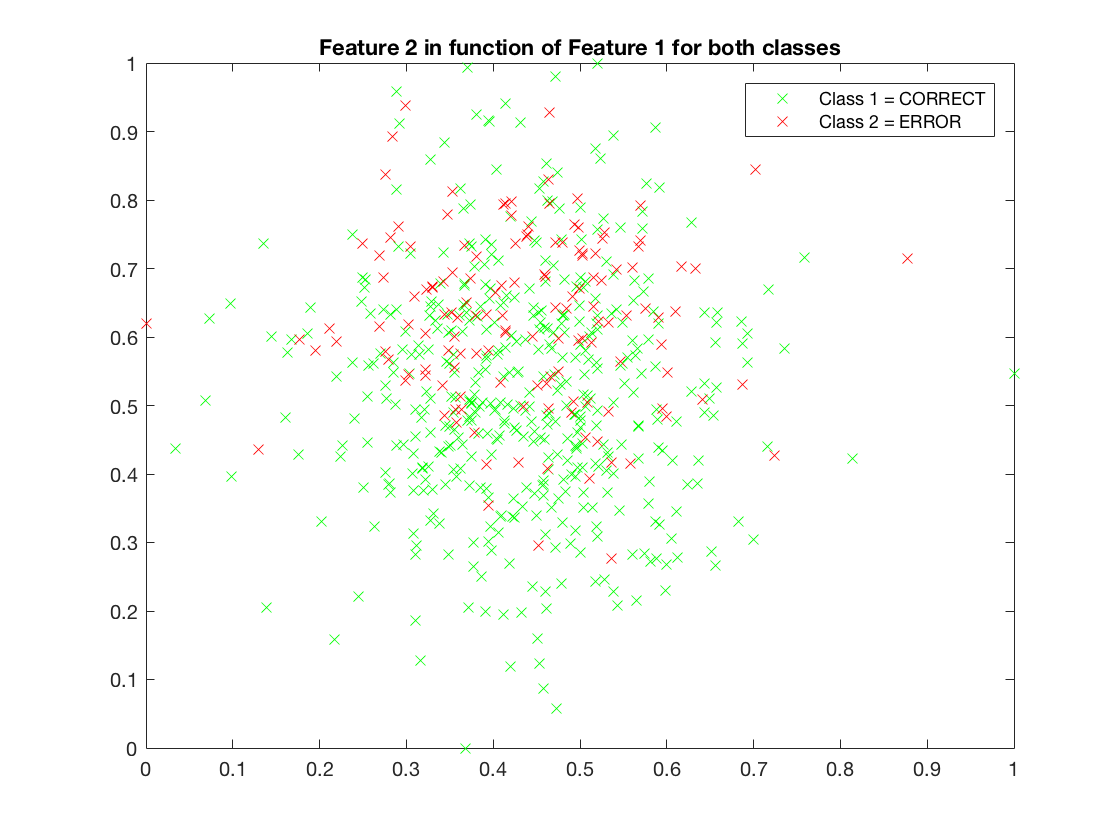 Feature 2 in function of Feature 1 for both classes
1
Class 1 = CORRECT
Class 2 = ERROR
0.9
0.8
0.7
0.6
0.5
0.4
0.3
0.2
0.1
0
0 0.1 0.2 0.3 0.4 0.5 0.6 0.7 0.8 0.9 1